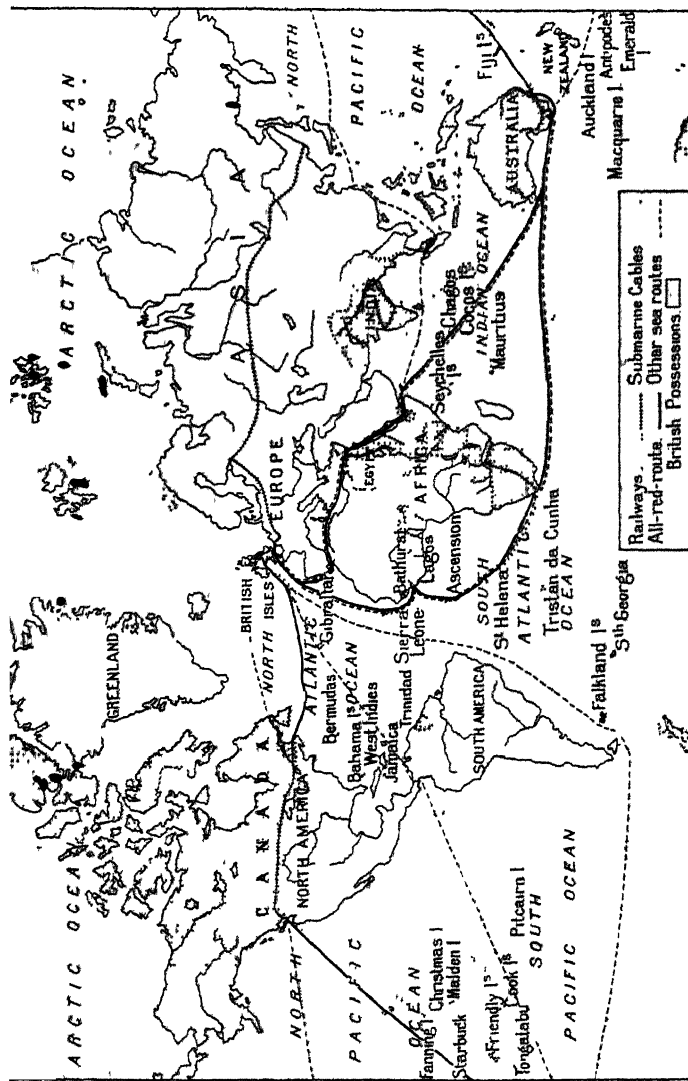 ARCTIC OCEAN
ARCTIC OCEAN
GREENLAND
CANADA
NORTH AMERICA
NORTH
PACIFIC
OCEAN
Fanning I
Christmas I
Starbuck
Malden I
Friendly Is
Tongatabu
Cook Is
Pitcairn I
SOUTH
PACIFIC OCEAN
BRITISH
ISLES
NORTH
ATLANTIC
OCEAN
Bermudas
Bahama Is
West Indies
Jamaica
Trinidad
SOUTH AMERICA
Falkland Is
Sth Georgia
Gibraltar
Bathurst
Sierra
Leone
Lagos
Ascension
SOUTH
St Helena
ATLANTIC
Tristan da Cunha
OCEAN
EUROPE
ASI A
EGYPT
AFRICA
INDIA
Seychelles
Is
Chagos
Cocos Is
INDIAN OCEAN
Mauritius
AUSTRALIA
NORTH
PACIFIC
OCEAN
Fiji Is
NEW
ZEALAND
Auckland I
Antipodes
Macquarie I
Emerald
I
Railways Submarine Cables
All-red-route Other sea routes
British Possessions